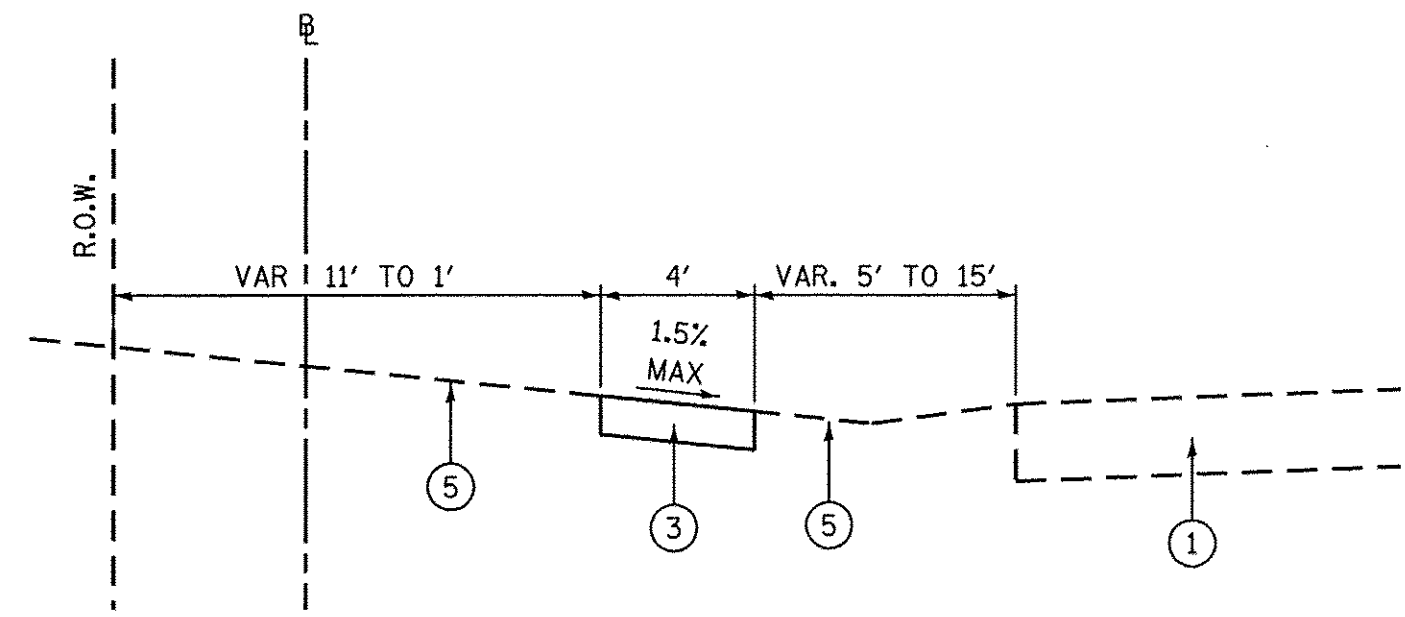 BL
R.O.W.
VAR 11' TO 1'
4'
VAR. 5' TO 15'
1.5%
MAX
5
3
5
1